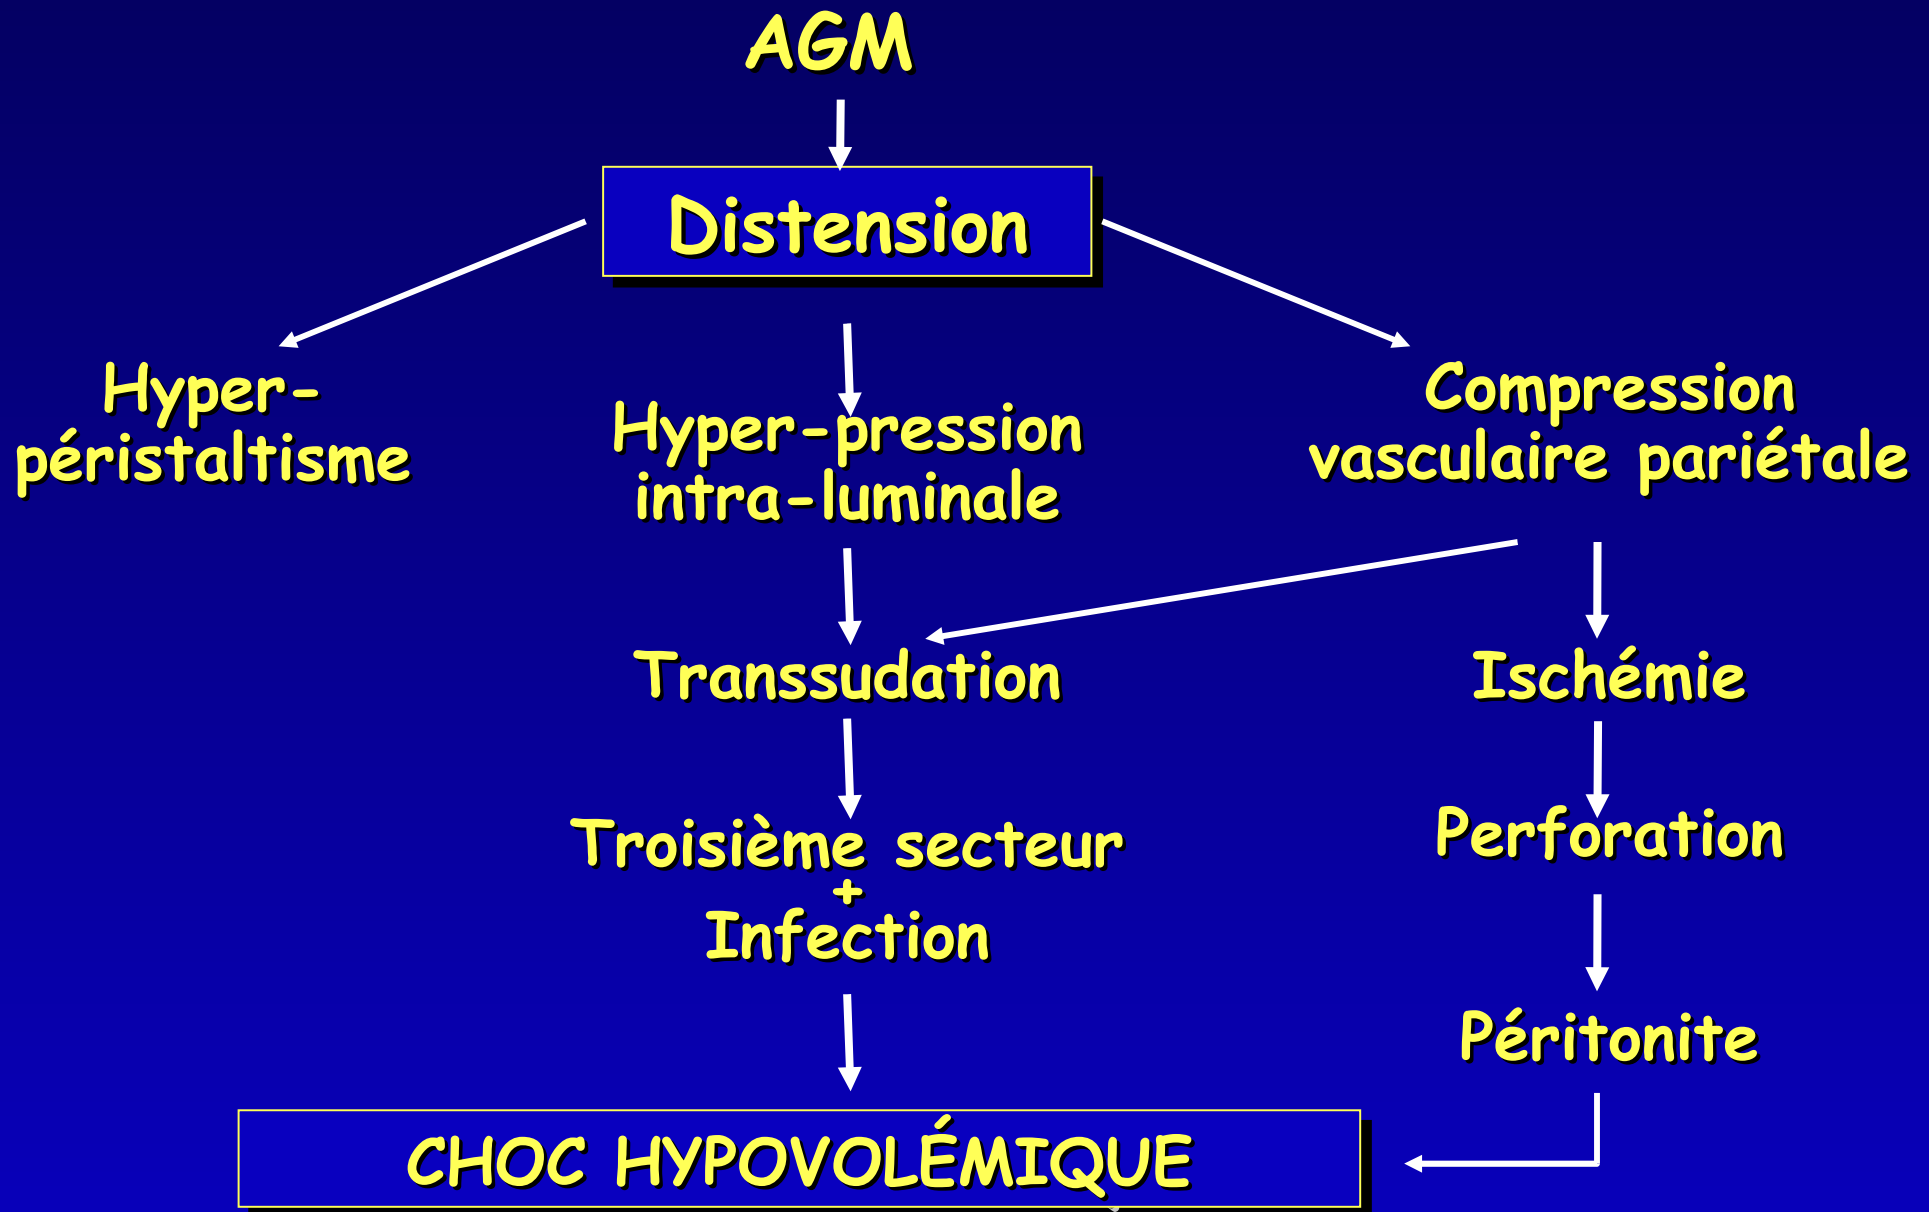 AGM
Distension
Hyper-
péristaltisme
Hyper-pression
intra-luminale
Compression
vasculaire pariétale
Transsudation
Ischémie
Troisième secteur
+
Infection
Perforation
Péritonite
CHOC HYPOVOLÉMIQUE